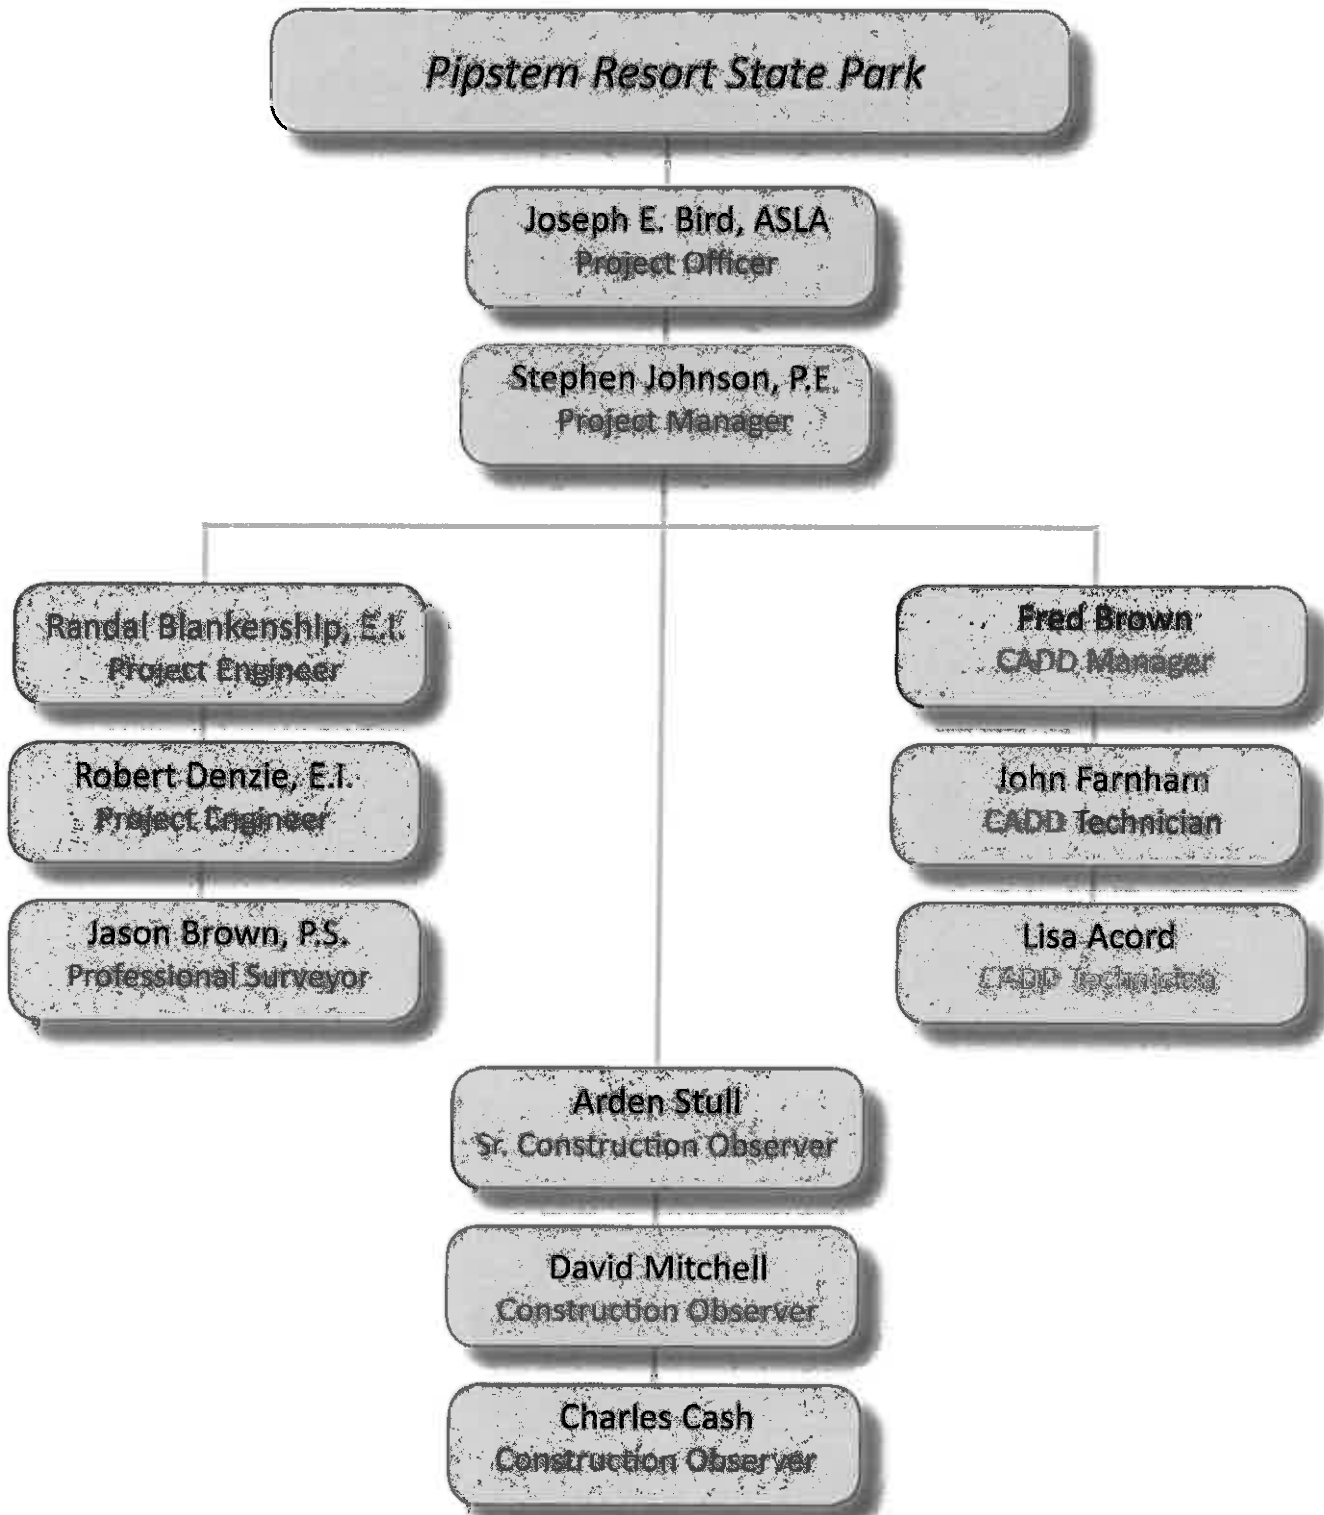 Pipstem Resort State Park
Joseph E. Bird, ASLA
Project Officer
Stephen Johnson, P.E.
Project Manager
Randal Blankenship, E.I.
Project Engineer
Robert Denzie, E.I.
Project Engineer
Jason Brown, P.S.
Professional Surveyor
Fred Brown
CADD Manager
John Farnham
CADD Technician
Lisa Acord
CADD Technician
Arden Stull
Sr. Construction Observer
David Mitchell
Construction Observer
Charles Cash
Construction Observer